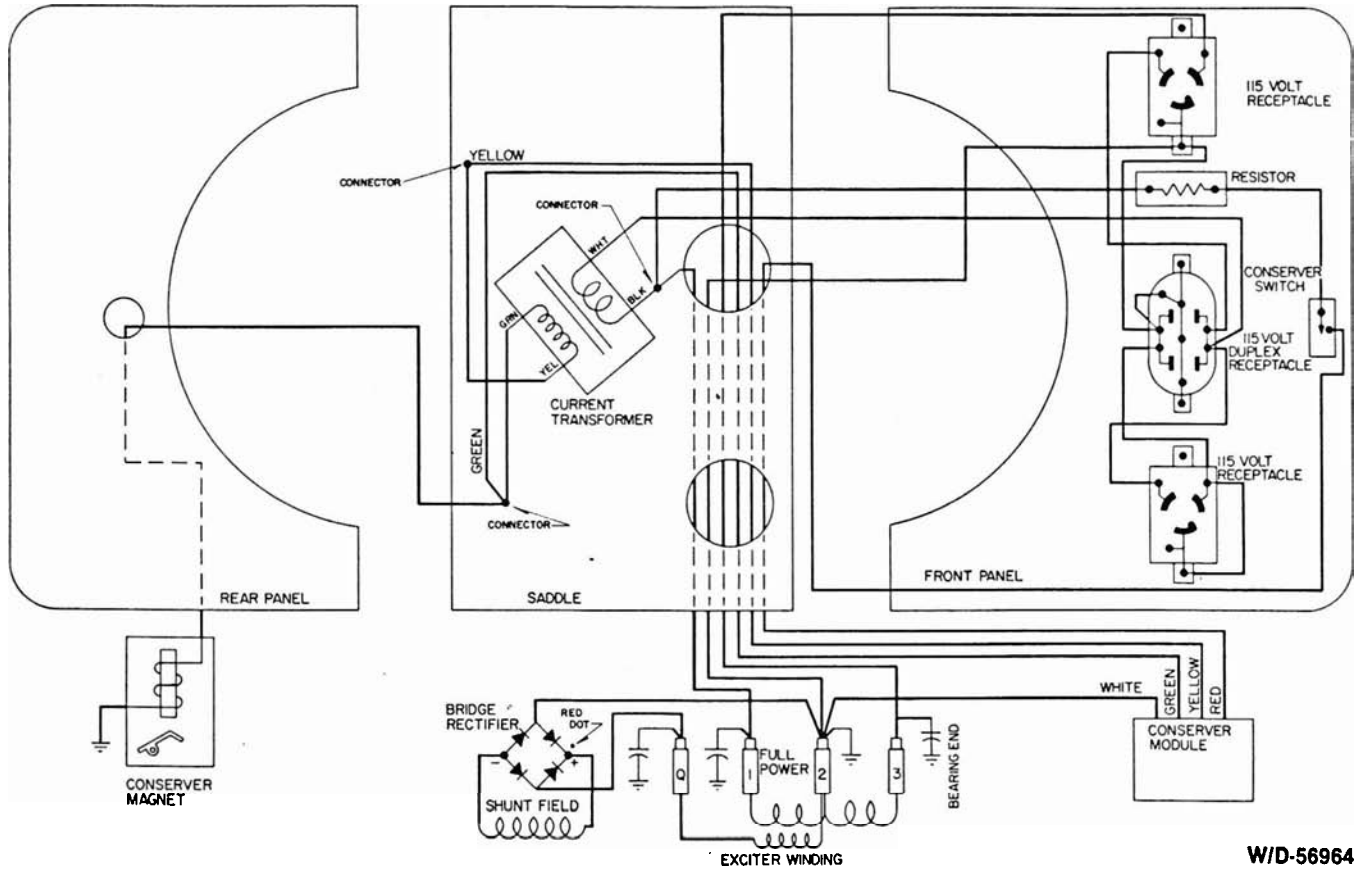 115 VOLT
RECEPTACLE
YELLOW
CONNECTOR
RESISTOR
CONNECTOR
WHT
BLK
GRN
YEL
CONSERVER
SWITCH
115 VOLT
DUPLEX
RECEPTACLE
CURRENT
TRANSFORMER
GREEN
CONNECTOR
115 VOLT
RECEPTACLE
REAR PANEL
SADDLE
FRONT PANEL
WHITE
GREEN
YELLOW
RED
BRIDGE
RECTIFIER
RED
DOT
- +
SHUNT FIELD
FULL
POWER
Q
1
2
3
BEARING END
CONSERVER
MODULE
CONSERVER
MAGNET
EXCITER WINDING
W/D-56964